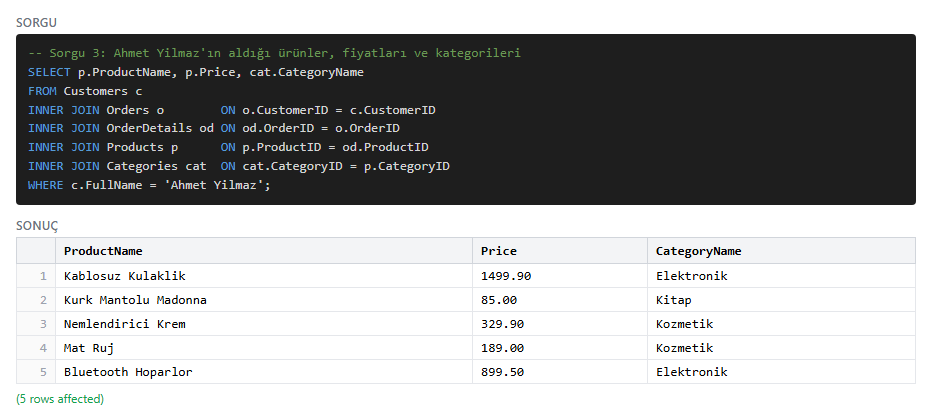 SORGU
-- Sorgu 3: Ahmet Yilmaz'ın aldığı ürünler, fiyatları ve kategorileri
SELECT p.ProductName, p.Price, cat.CategoryName
FROM Customers c
INNER JOIN Orders o        ON o.CustomerID = c.CustomerID
INNER JOIN OrderDetails od ON od.OrderID = o.OrderID
INNER JOIN Products p      ON p.ProductID = od.ProductID
INNER JOIN Categories cat  ON cat.CategoryID = p.CategoryID
WHERE c.FullName = 'Ahmet Yilmaz';
SONUÇ
ProductName Price CategoryName
1 Kablosuz Kulaklik 1499.90 Elektronik
2 Kurk Mantolu Madonna 85.00 Kitap
3 Nemlendirici Krem 329.90 Kozmetik
4 Mat Ruj 189.00 Kozmetik
5 Bluetooth Hoparlor 899.50 Elektronik
(5 rows affected)